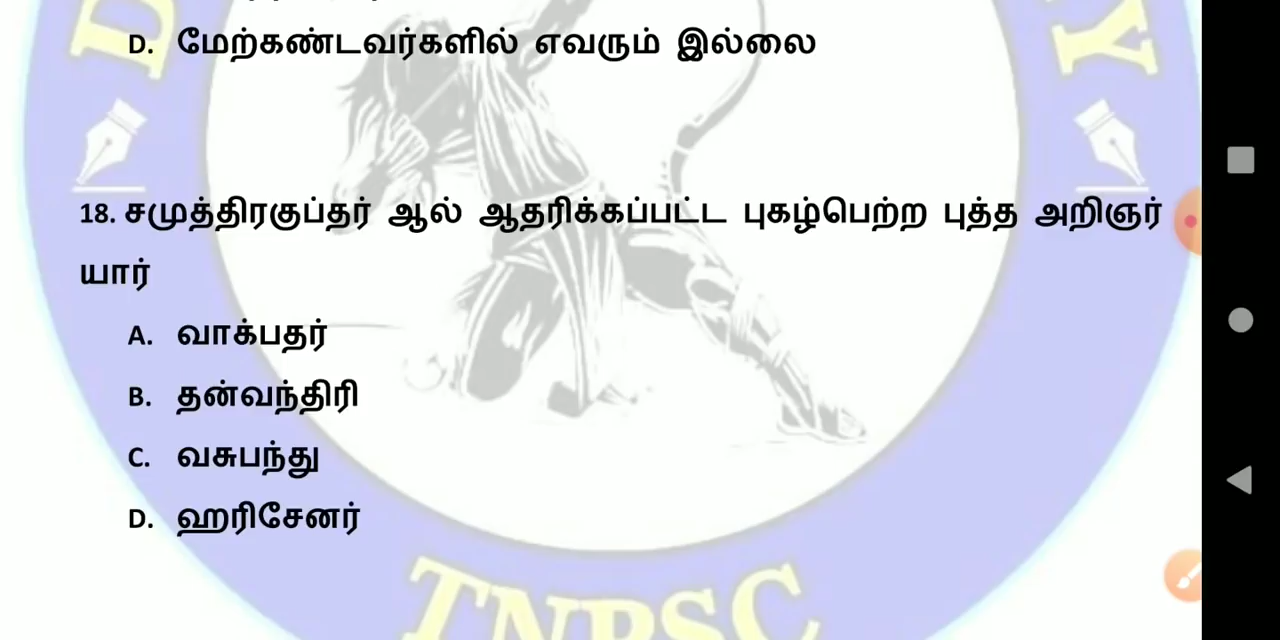 D. மேற்கண்டவர்களில் எவரும் இல்லை
18. சமுத்திரகுப்தர் ஆல் ஆதரிக்கப்பட்ட புகழ்பெற்ற புத்த அறிஞர்
யார்
A. வாக்பதர்
B. தன்வந்திரி
C. வசுபந்து
D. ஹரிசேனர்
TNPSC